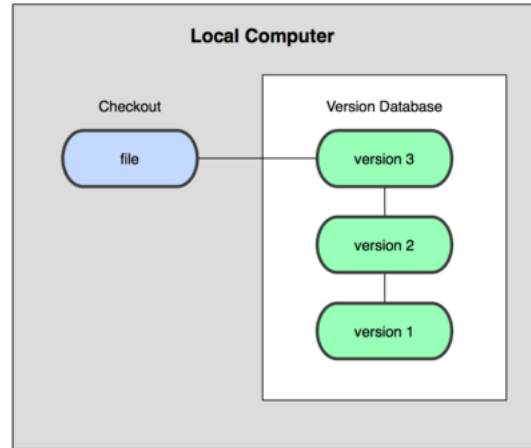 Local Computer
Checkout
Version Database
file
version 3
version 2
version 1